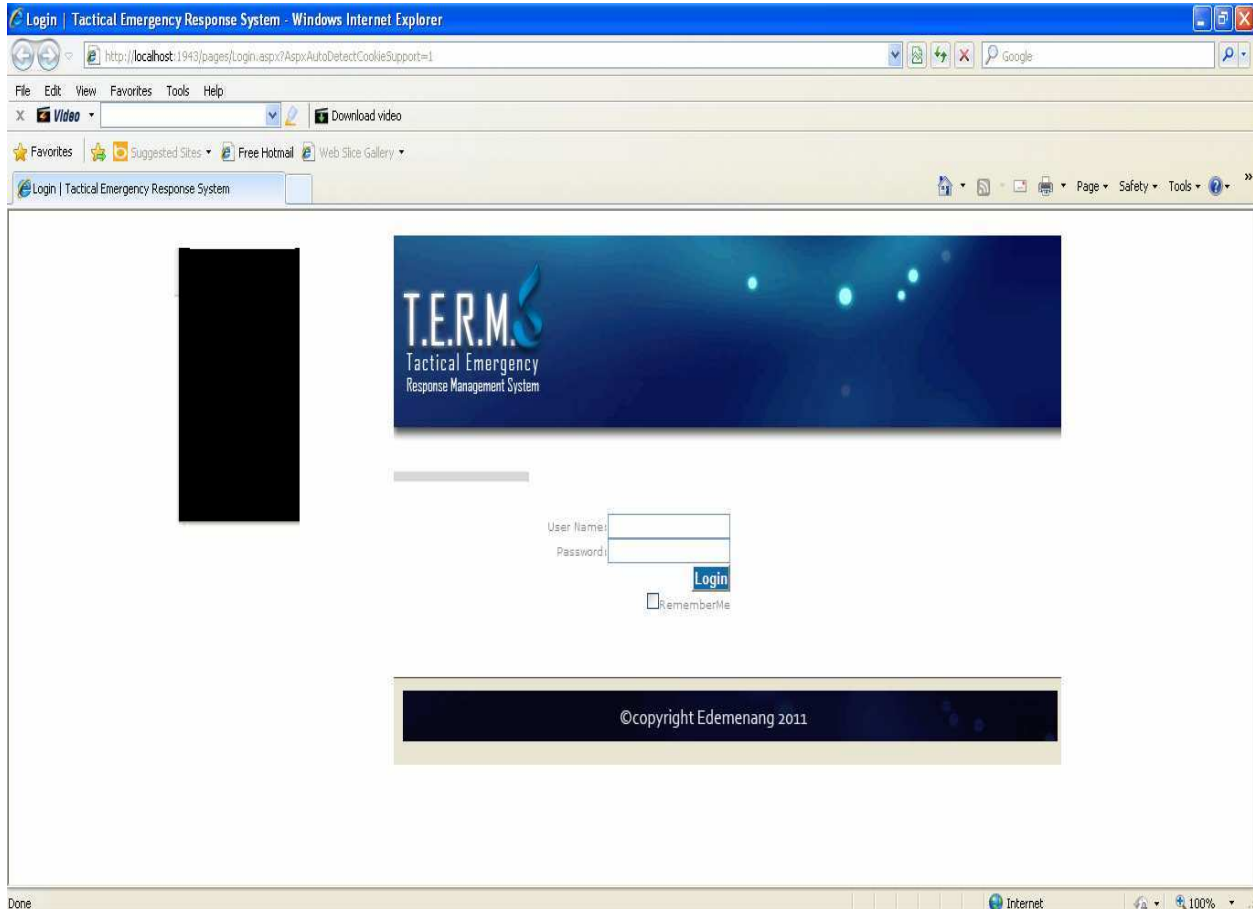 Login | Tactical Emergency Response System - Windows Internet Explorer
http://localhost:1943/pages/Login.aspx?AspxAutoDetectCookieSupport=1
Google
File Edit View Favorites Tools Help
X Video Download video
Favorites Suggested Sites Free Hotmail Web Slice Gallery
Login | Tactical Emergency Response System
Page Safety Tools »
T.E.R.M.S
Tactical Emergency
Response Management System
User Name:
Password:
Login
RememberMe
©copyright Edemenang 2011
Done Internet 100%